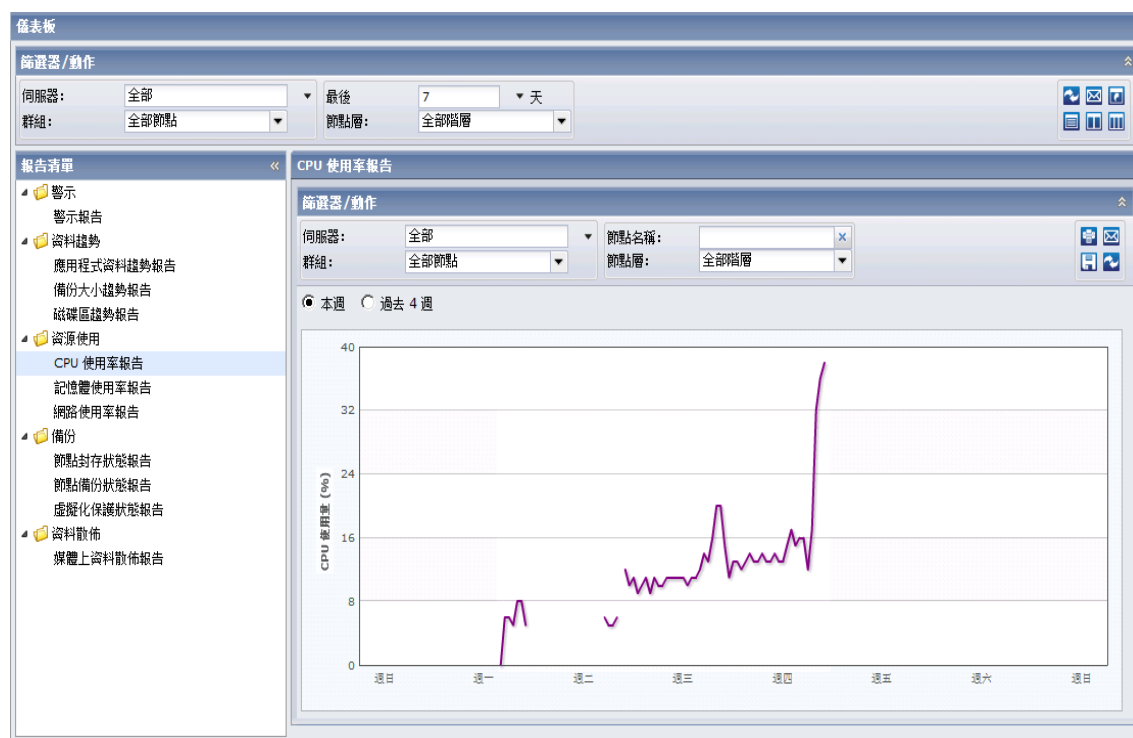 儀表板
篩選器/動作
伺服器： 全部 最後 7 天
群組： 全部節點 節點層： 全部階層
報告清單
警示
警示報告
資料趨勢
應用程式資料趨勢報告
備份大小趨勢報告
磁碟區趨勢報告
資源使用
CPU 使用率報告
記憶體使用率報告
網路使用率報告
備份
節點封存狀態報告
節點備份狀態報告
虛擬化保護狀態報告
資料散佈
媒體上資料散佈報告
CPU 使用率報告
篩選器/動作
伺服器： 全部 節點名稱：
群組： 全部節點 節點層： 全部階層
本週 過去 4 週
CPU 使用量 (%)
40
32
24
16
8
0
週日 週一 週二 週三 週四 週五 週六 週日